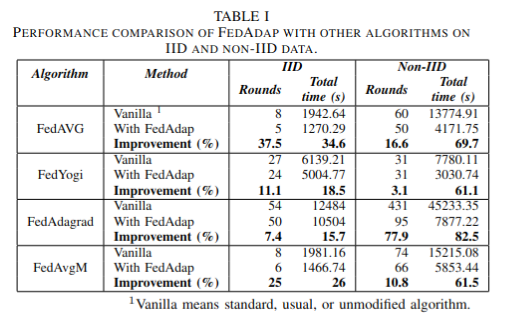 TABLE I
PERFORMANCE COMPARISON OF FEDADAP WITH OTHER ALGORITHMS ON
IID AND NON-IID DATA.
Algorithm Method IID Non-IID
Rounds Total time (s) Rounds Total time (s)
FedAVG Vanilla 1 8 1942.64 60 13774.91
With FedAdap 5 1270.29 50 4171.75
Improvement (%) 37.5 34.6 16.6 69.7
FedYogi Vanilla 27 6139.21 31 7780.11
With FedAdap 24 5004.77 31 3030.74
Improvement (%) 11.1 18.5 3.1 61.1
FedAdagrad Vanilla 54 12484 431 45233.35
With FedAdap 50 10504 95 7877.22
Improvement (%) 7.4 15.7 77.9 82.5
FedAvgM Vanilla 8 1981.16 74 15215.08
With FedAdap 6 1466.74 66 5853.44
Improvement (%) 25 26 10.8 61.5
1 Vanilla means standard, usual, or unmodified algorithm.